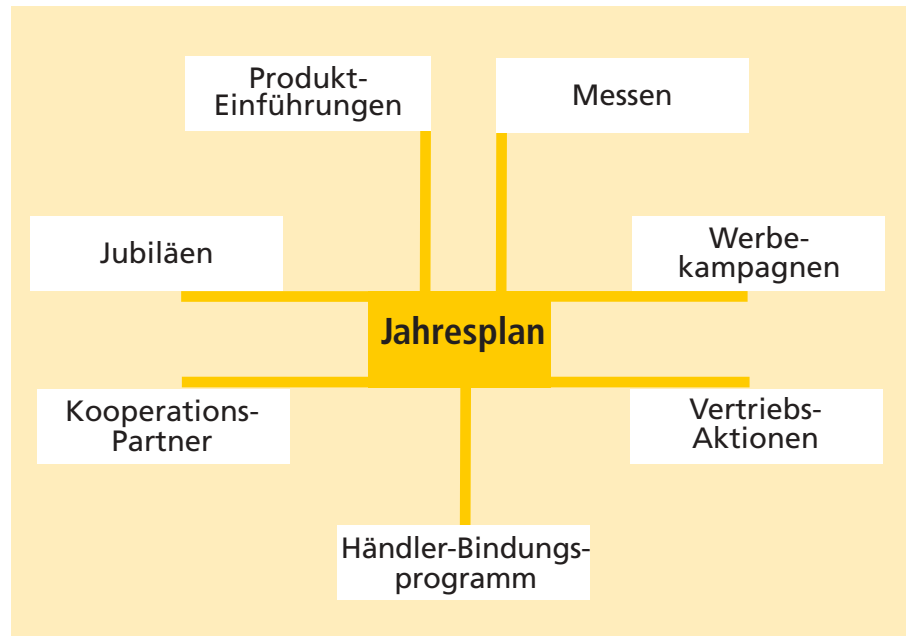 Produkt-
Einführungen
Messen
Jubiläen
Werbe-
kampagnen
Jahresplan
Kooperations-
Partner
Vertriebs-
Aktionen
Händler-Bindungs-
programm